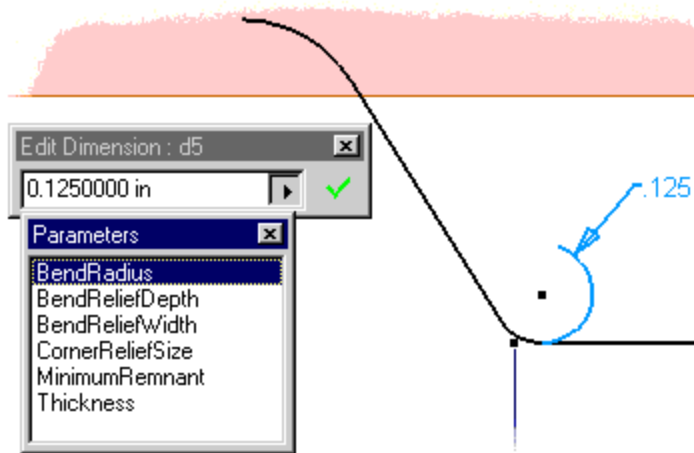 Edit Dimension : d5
0.1250000 in
.125
Parameters
BendRadius
BendReliefDepth
BendReliefWidth
CornerReliefSize
MinimumRemnant
Thickness